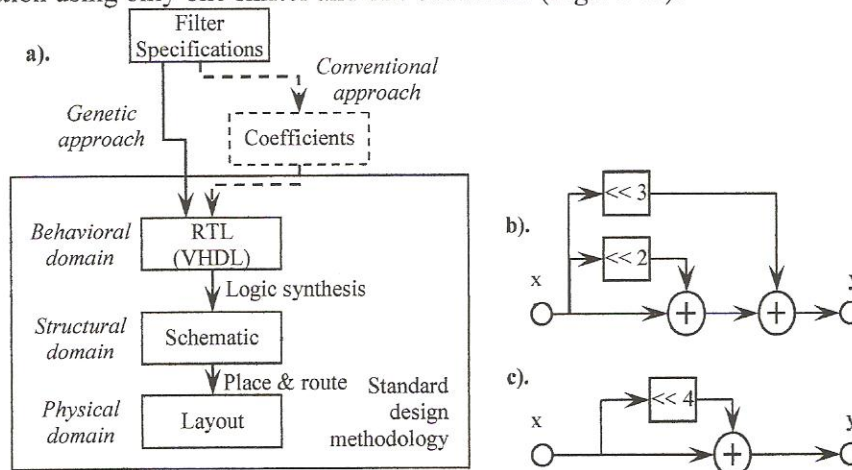 Filter
Specifications
a).
Conventional
approach
Genetic
approach
Coefficients
Behavioral
domain
RTL
(VHDL)
Logic synthesis
Structural
domain
Schematic
Place & route
Physical
domain
Layout
Standard
design
methodology
b).
<< 3
<< 2
x
y
+
+
c).
<< 4
x
y
+